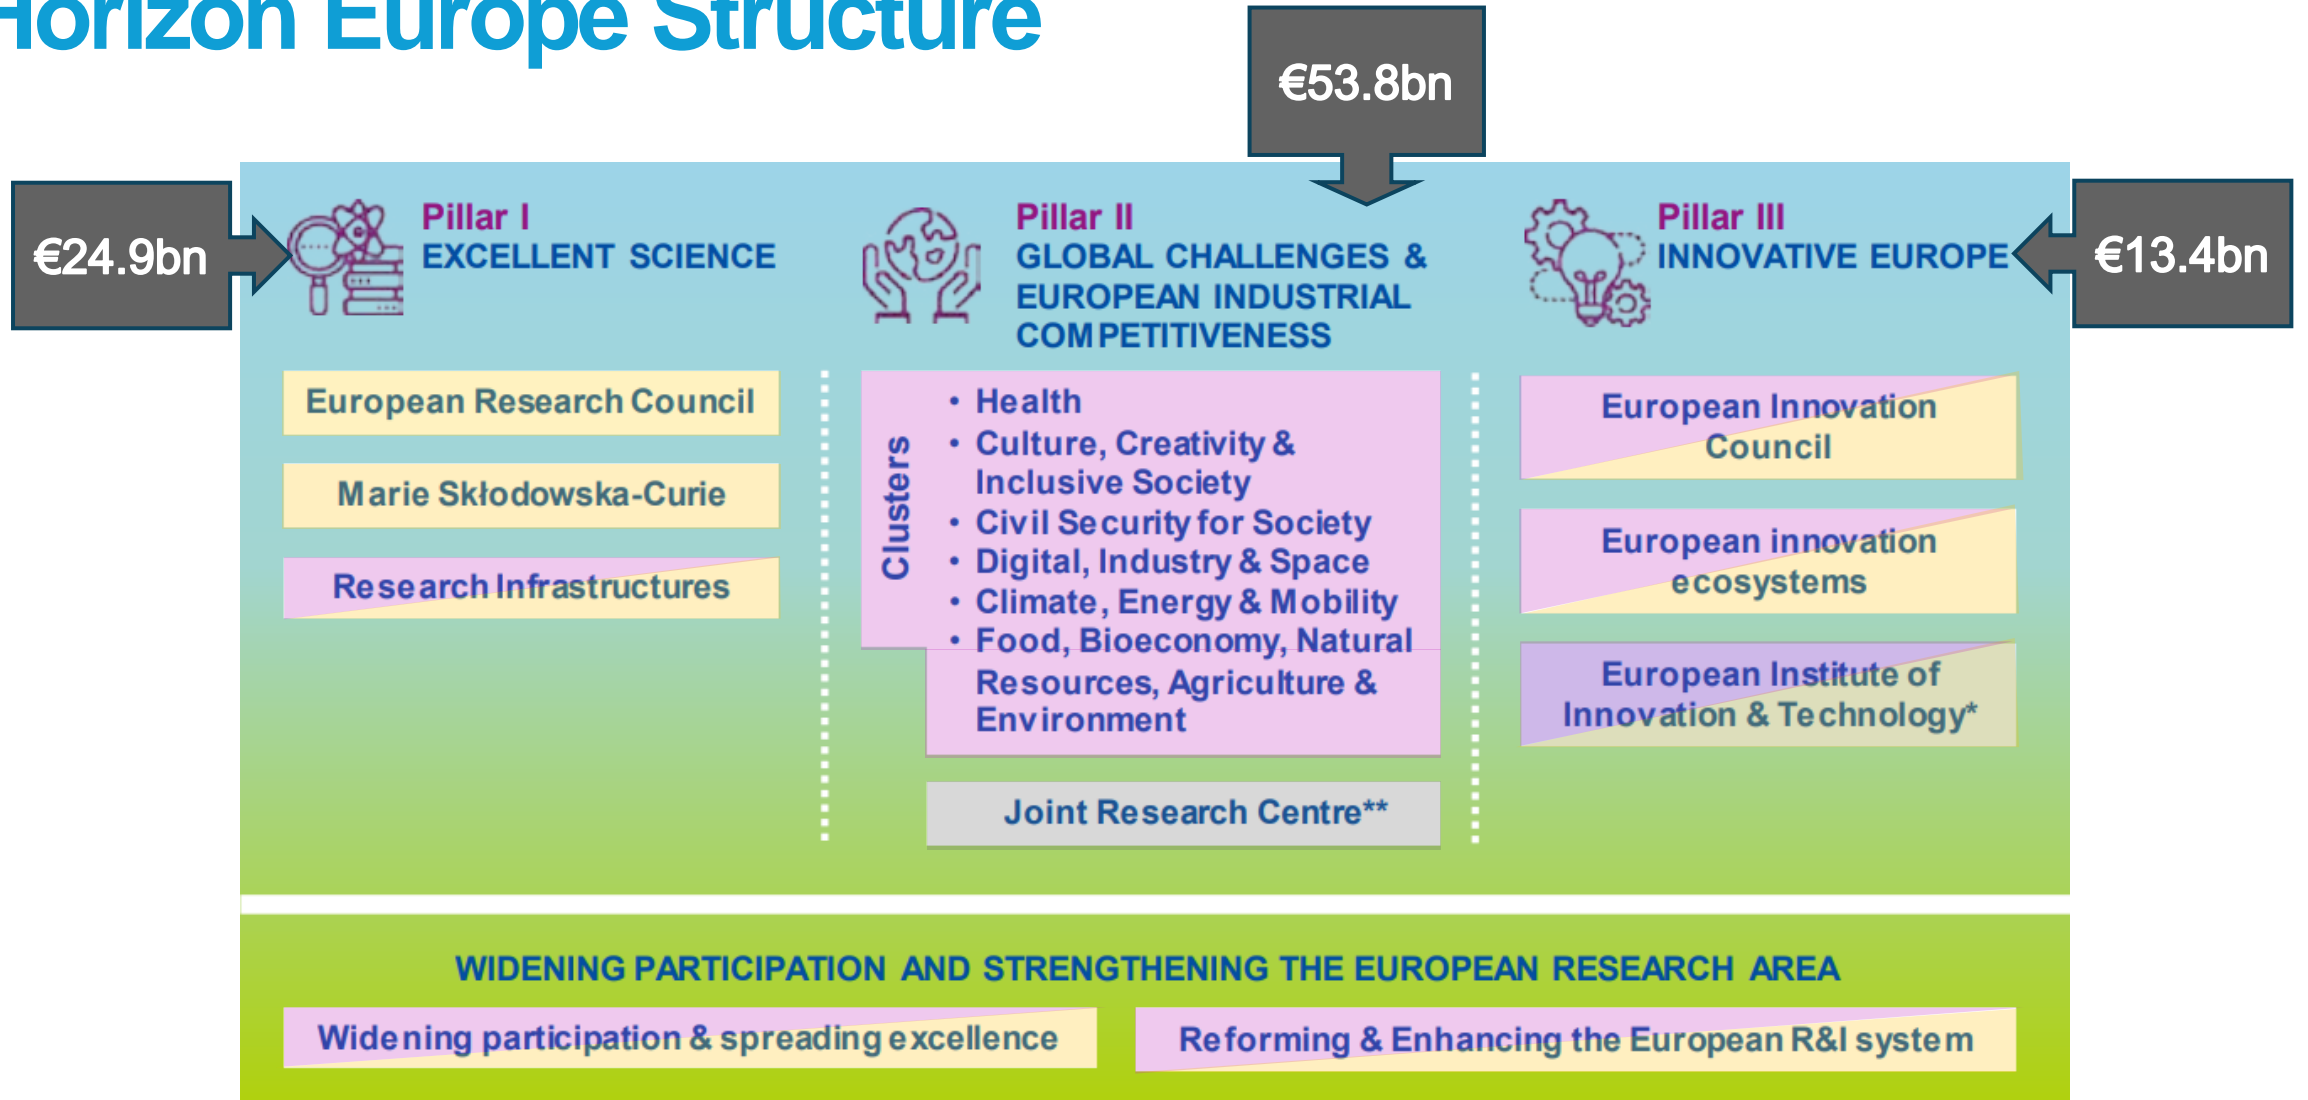 Horizon Europe Structure
€53.8bn
€24.9bn
€13.4bn
Pillar I
EXCELLENT SCIENCE
European Research Council
Marie Skłodowska-Curie
Research Infrastructures
Pillar II
GLOBAL CHALLENGES &
EUROPEAN INDUSTRIAL
COMPETITIVENESS
Clusters
• Health
• Culture, Creativity &
Inclusive Society
• Civil Security for Society
• Digital, Industry & Space
• Climate, Energy & Mobility
• Food, Bioeconomy, Natural
Resources, Agriculture &
Environment
Joint Research Centre**
Pillar III
INNOVATIVE EUROPE
European Innovation
Council
European innovation
ecosystems
European Institute of
Innovation & Technology*
WIDENING PARTICIPATION AND STRENGTHENING THE EUROPEAN RESEARCH AREA
Widening participation & spreading excellence
Reforming & Enhancing the European R&I system